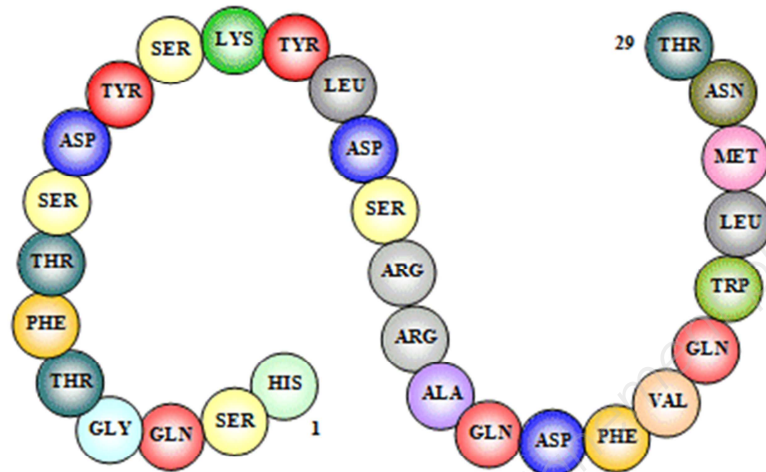 1
HIS
SER
GLN
GLY
THR
PHE
THR
SER
ASP
TYR
SER
LYS
TYR
LEU
ASP
SER
ARG
ARG
ALA
GLN
ASP
PHE
VAL
GLN
TRP
LEU
MET
ASN
THR
29